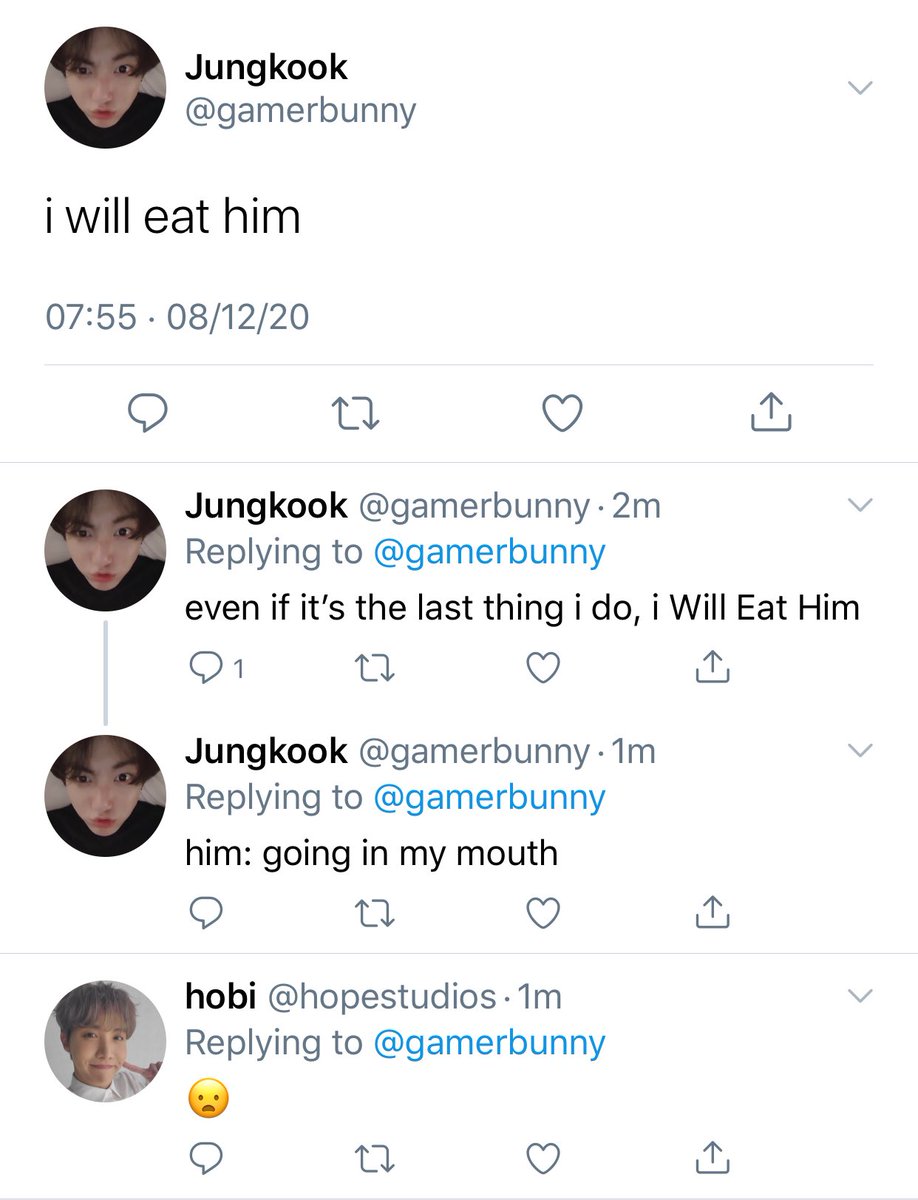 Jungkook
@gamerbunny
i will eat him
07:55 · 08/12/20
Jungkook @gamerbunny · 2m
Replying to @gamerbunny
even if it’s the last thing i do, i Will Eat Him
1
Jungkook @gamerbunny · 1m
Replying to @gamerbunny
him: going in my mouth
hobi @hopestudios · 1m
Replying to @gamerbunny
😦